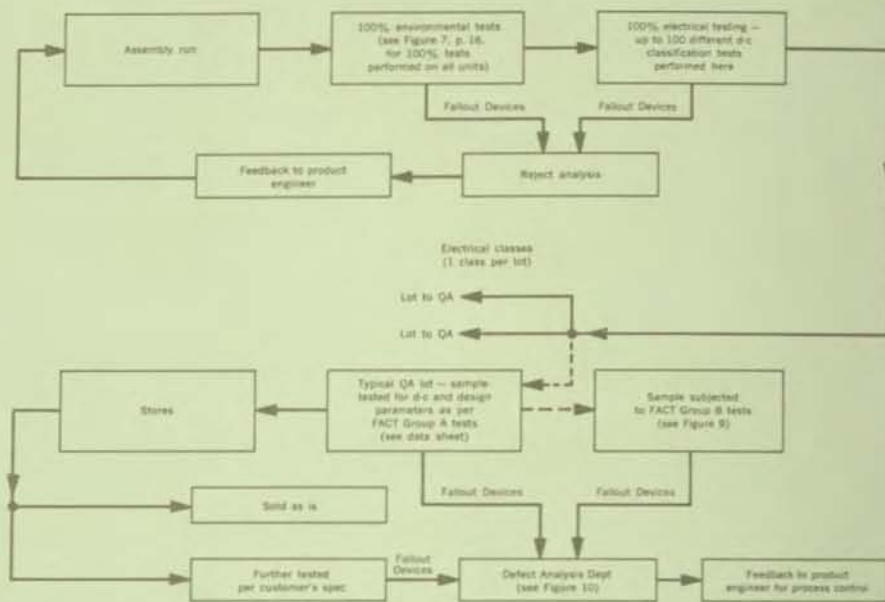 Assembly run
100% environmental tests
(see Figure 7, p. 16,
for 100% tests
performed on all units)
100% electrical testing —
up to 100 different d-c
classification tests
performed here
Fallout Devices
Fallout Devices
Feedback to product
engineer
Reject analysis
Electrical classes
(1 class per lot)
Lot to QA
Lot to QA
Stores
Typical QA lot — sample
tested for d-c and design
parameters as per
FACT Group A tests
(see data sheet)
Sample subjected
to FACT Group B tests
(see Figure 9)
Fallout Devices
Fallout Devices
Sold as is
Further tested
per customer's spec
Fallout
Devices
Defect Analysis Dept
(see Figure 10)
Feedback to product
engineer for process control